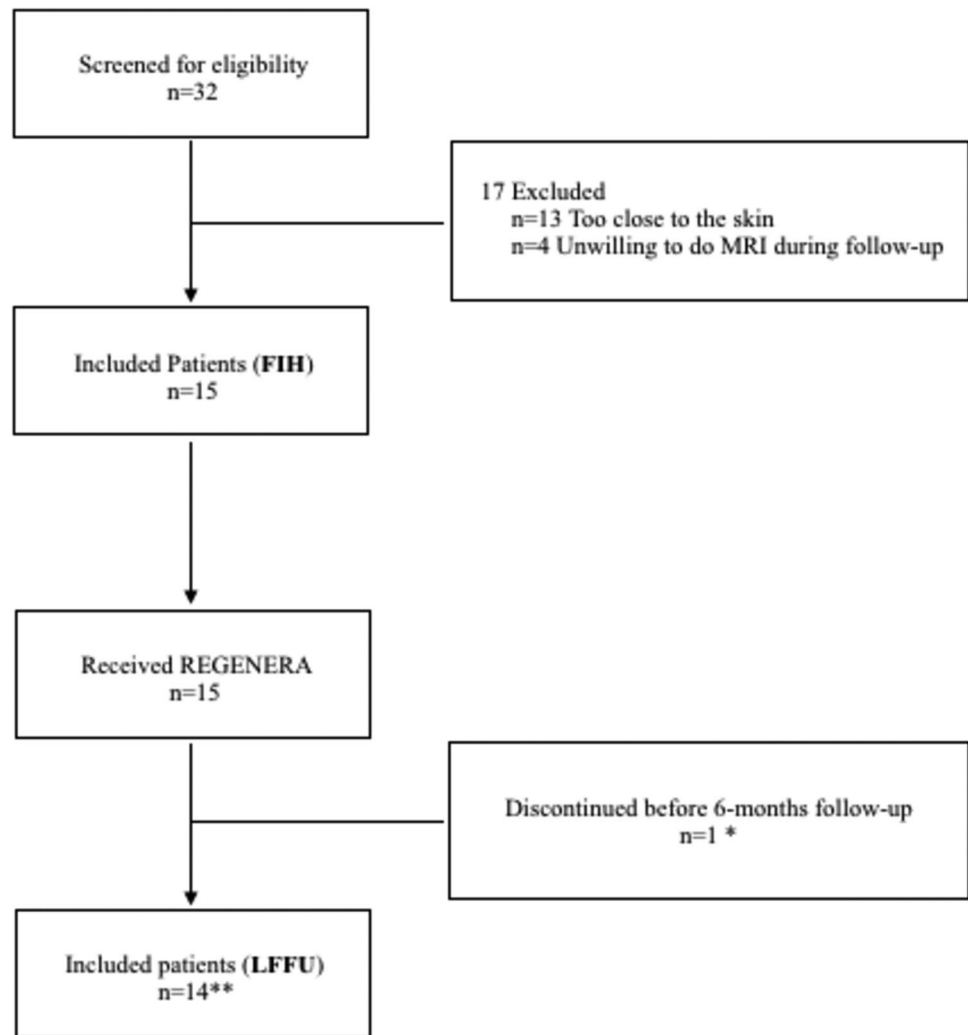 Screened for eligibility
n=32
17 Excluded
n=13 Too close to the skin
n=4 Unwilling to do MRI during follow-up
Included Patients (FIH)
n=15
Received REGENERA
n=15
Discontinued before 6-months follow-up
n=1 *
Included patients (LFFU)
n=14**